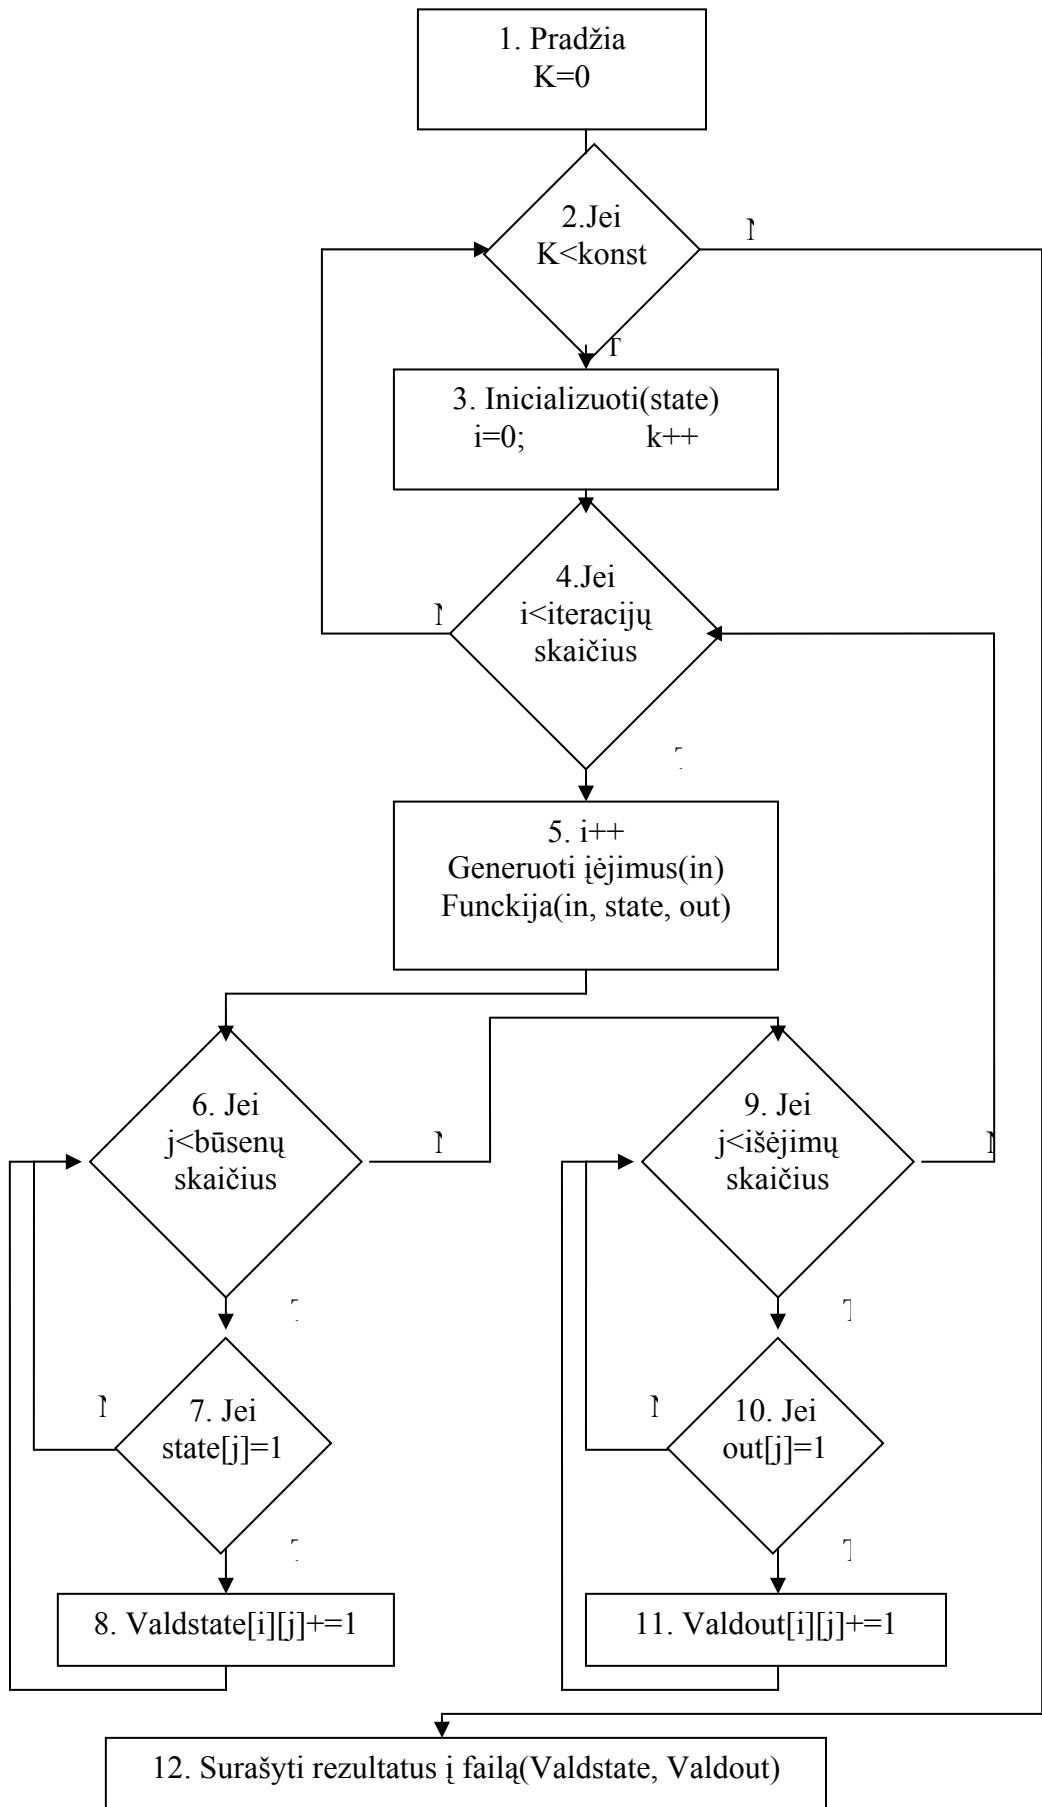 1. Pradžia
K=0
2.Jei
K<konst
3. Inicializuoti(state)
i=0; k++
4.Jei
i<iteracijų
skaičius
5. i++
Generuoti įėjimus(in)
Funckija(in, state, out)
6. Jei
j<būsenų
skaičius
9. Jei
j<išėjimų
skaičius
7. Jei
state[j]=1
10. Jei
out[j]=1
8. Valdstate[i][j]+=1
11. Valdout[i][j]+=1
12. Surašyti rezultatus į failą(Valdstate, Valdout)